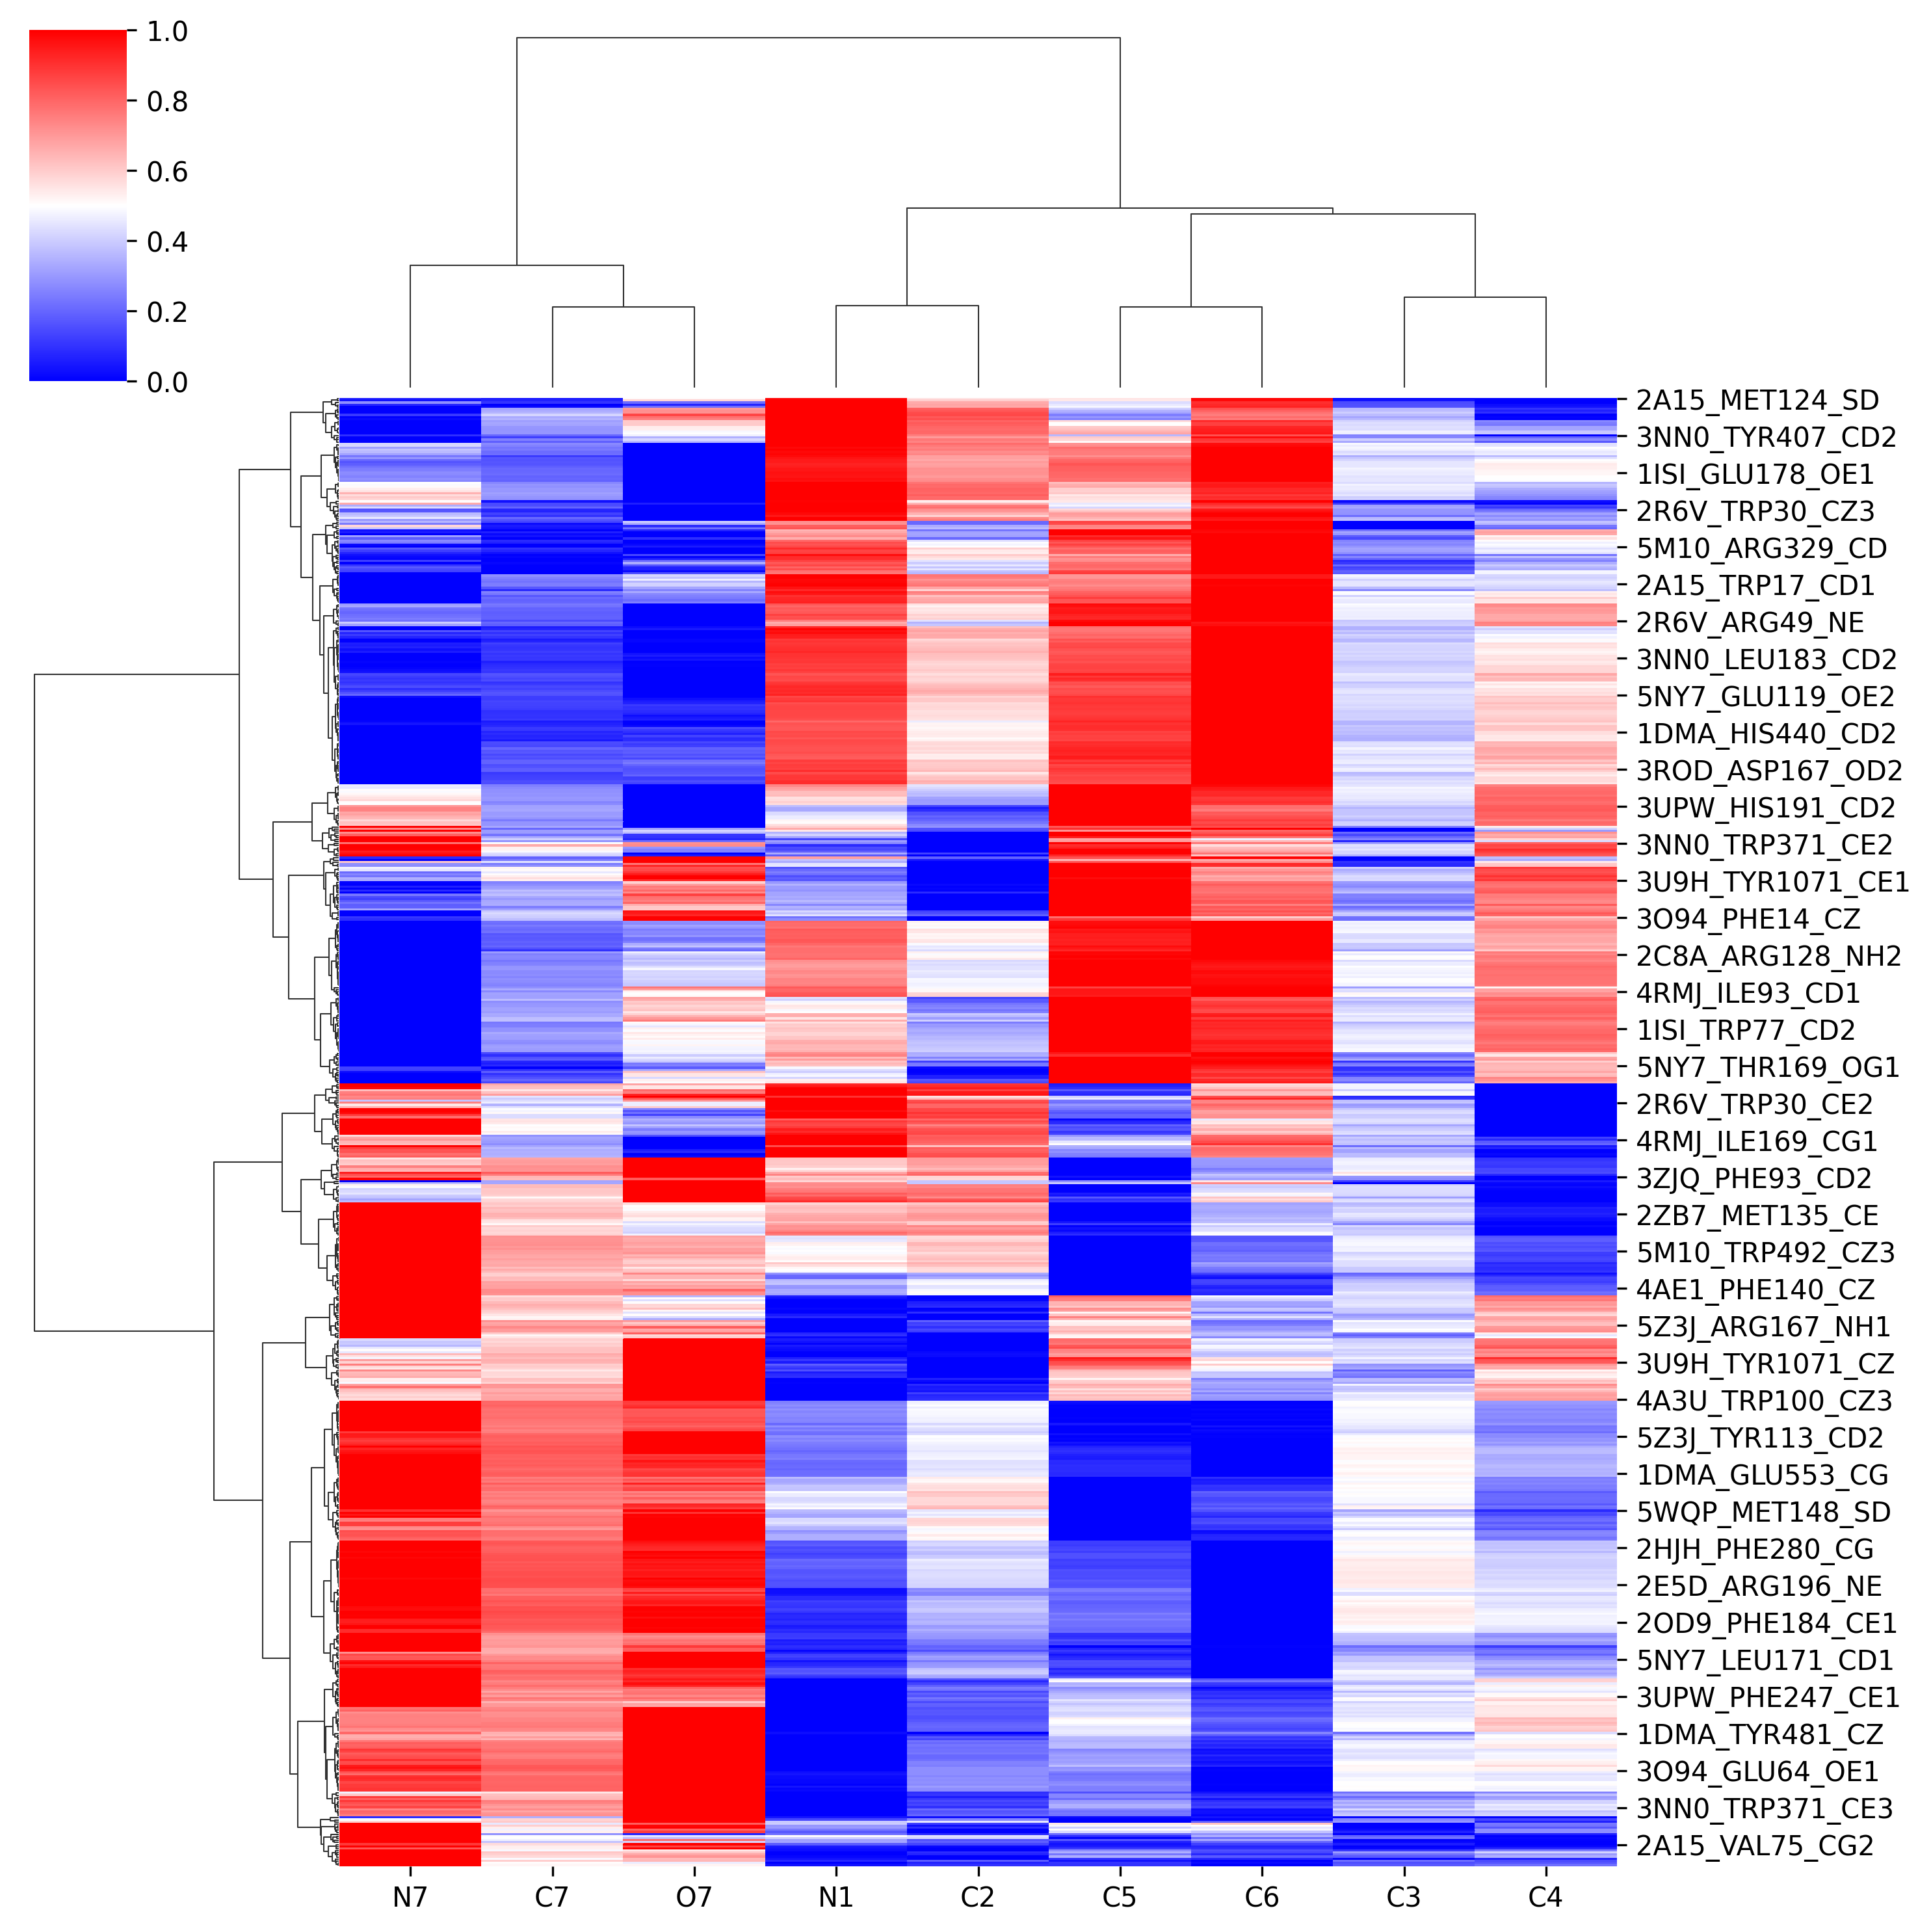 1.0
0.8
0.6
0.4
0.2
0.0
2A15_MET124_SD
3NN0_TYR407_CD2
1ISI_GLU178_OE1
2R6V_TRP30_CZ3
5M10_ARG329_CD
2A15_TRP17_CD1
2R6V_ARG49_NE
3NN0_LEU183_CD2
5NY7_GLU119_OE2
1DMA_HIS440_CD2
3ROD_ASP167_OD2
3UPW_HIS191_CD2
3NN0_TRP371_CE2
3U9H_TYR1071_CE1
3O94_PHE14_CZ
2C8A_ARG128_NH2
4RMJ_ILE93_CD1
1ISI_TRP77_CD2
5NY7_THR169_OG1
2R6V_TRP30_CE2
4RMJ_ILE169_CG1
3ZJQ_PHE93_CD2
2ZB7_MET135_CE
5M10_TRP492_CZ3
4AE1_PHE140_CZ
5Z3J_ARG167_NH1
3U9H_TYR1071_CZ
4A3U_TRP100_CZ3
5Z3J_TYR113_CD2
1DMA_GLU553_CG
5WQP_MET148_SD
2HJH_PHE280_CG
2E5D_ARG196_NE
2OD9_PHE184_CE1
5NY7_LEU171_CD1
3UPW_PHE247_CE1
1DMA_TYR481_CZ
3O94_GLU64_OE1
3NN0_TRP371_CE3
2A15_VAL75_CG2
N7 C7 O7 N1 C2 C5 C6 C3 C4